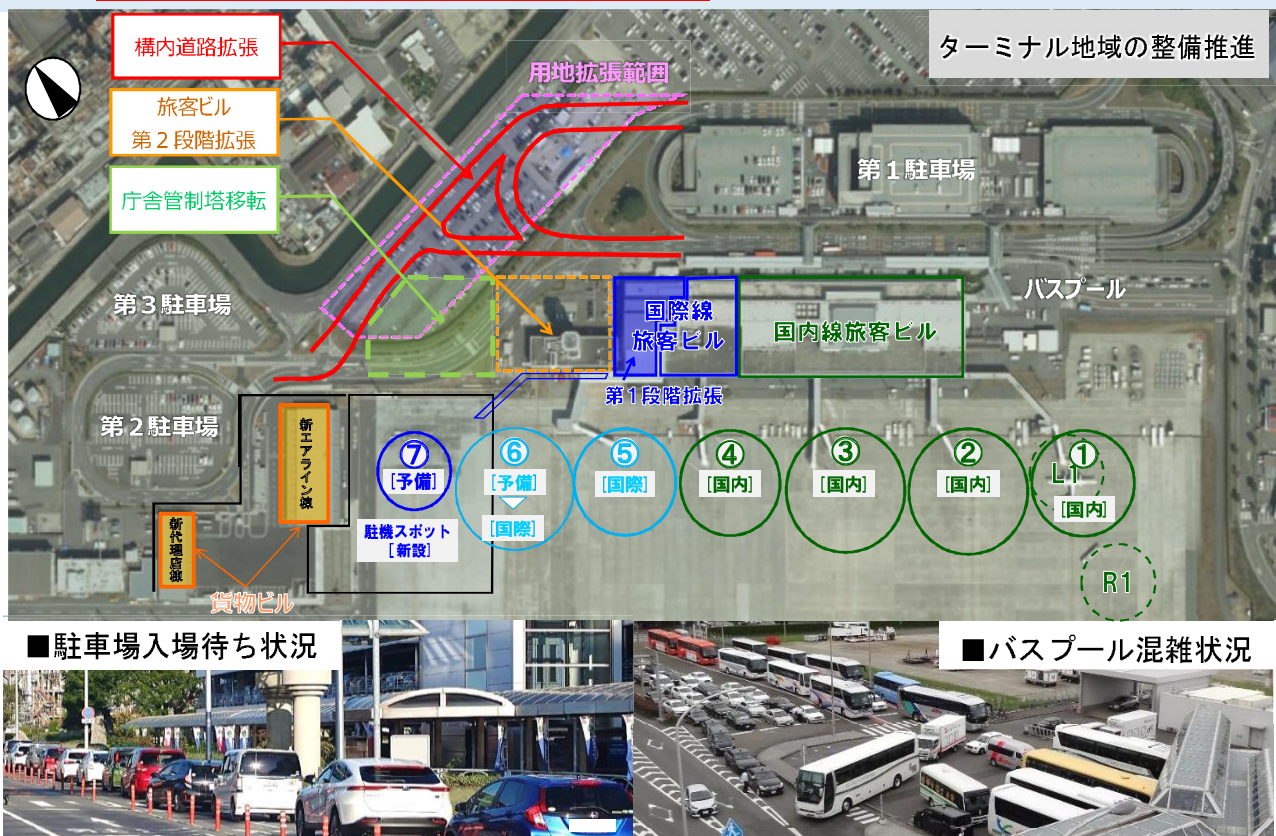 ターミナル地域の整備推進
構内道路拡張
旅客ビル
第２段階拡張
庁舎管制塔移転
用地拡張範囲
第１駐車場
第３駐車場
バスプール
国際線
旅客ビル
国内線旅客ビル
第１段階拡張
第２駐車場
新エアライン棟
新代理店棟
貨物ビル
⑦
[予備]
駐機スポット
[新設]
⑥
[予備]
[国際]
⑤
[国際]
④
[国内]
③
[国内]
②
[国内]
①
L1
[国内]
R1
■駐車場入場待ち状況
■バスプール混雑状況